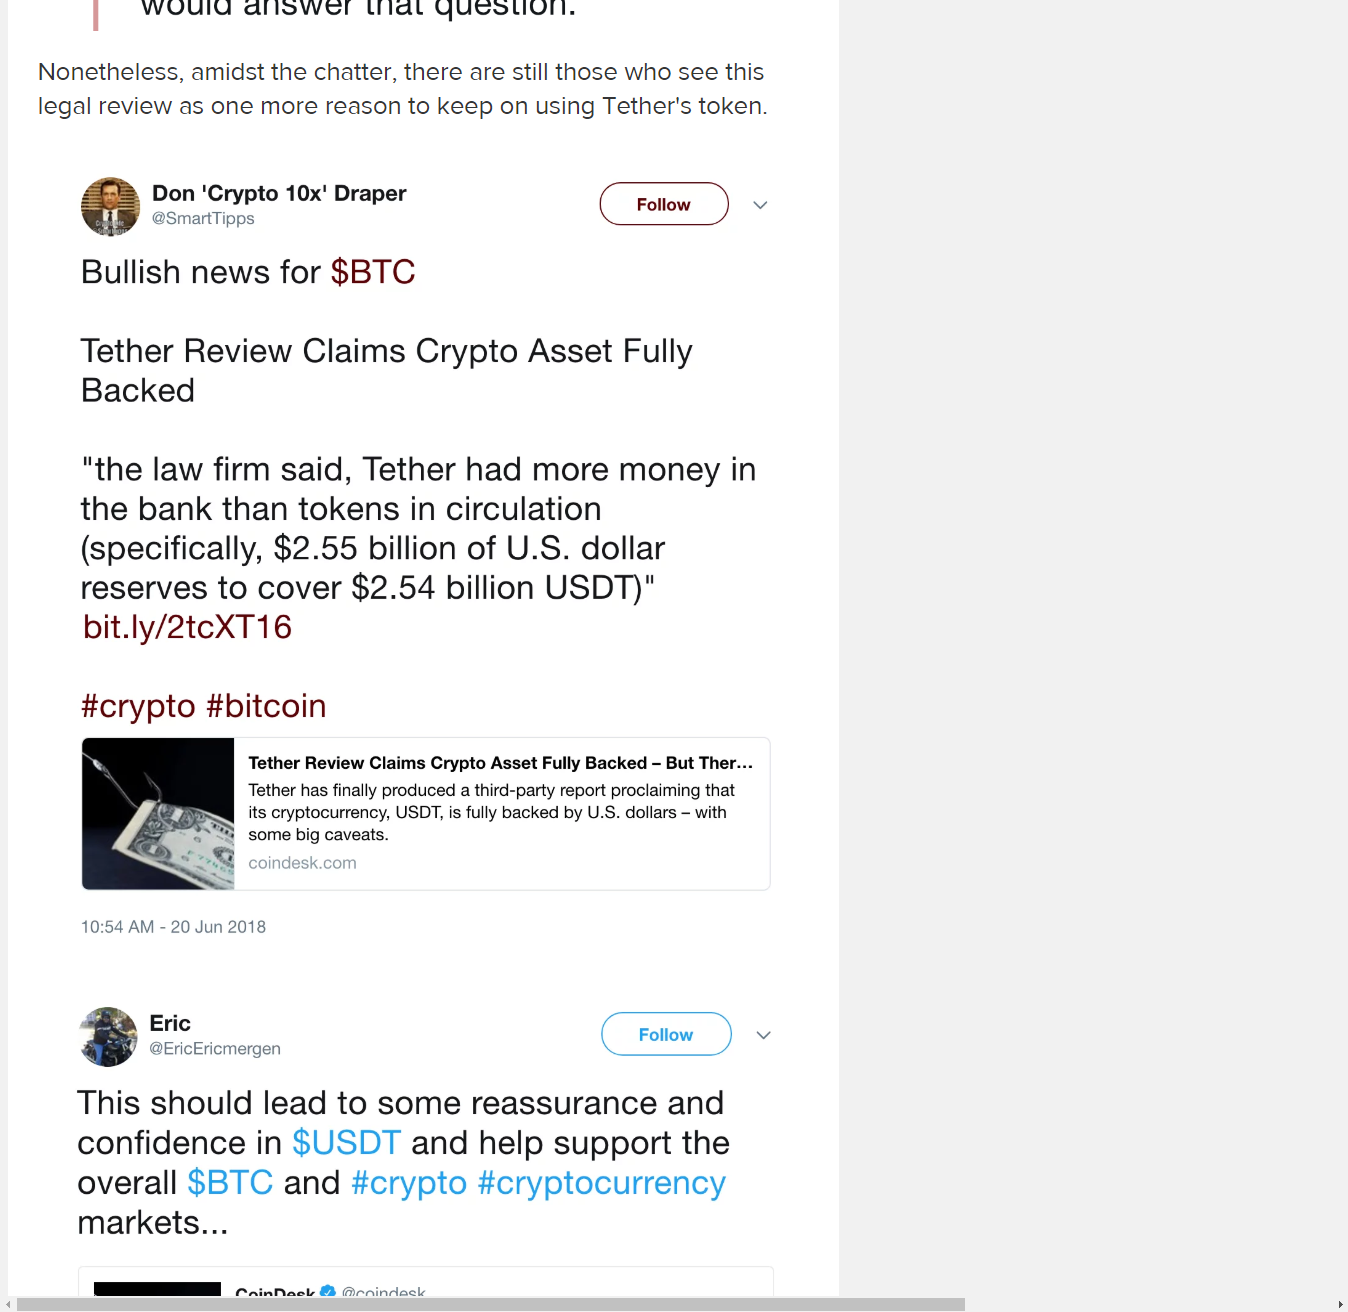 would answer that question.
Nonetheless, amidst the chatter, there are still those who see this
legal review as one more reason to keep on using Tether's token.
Don 'Crypto 10x' Draper
@SmartTipps
Follow
Bullish news for $BTC
Tether Review Claims Crypto Asset Fully
Backed
"the law firm said, Tether had more money in
the bank than tokens in circulation
(specifically, $2.55 billion of U.S. dollar
reserves to cover $2.54 billion USDT)"
bit.ly/2tcXT16
#crypto #bitcoin
Tether Review Claims Crypto Asset Fully Backed – But Ther...
Tether has finally produced a third-party report proclaiming that
its cryptocurrency, USDT, is fully backed by U.S. dollars – with
some big caveats.
coindesk.com
10:54 AM - 20 Jun 2018
Eric
@EricEricmergen
Follow
This should lead to some reassurance and
confidence in $USDT and help support the
overall $BTC and #crypto #cryptocurrency
markets...
CoinDesk @coindesk